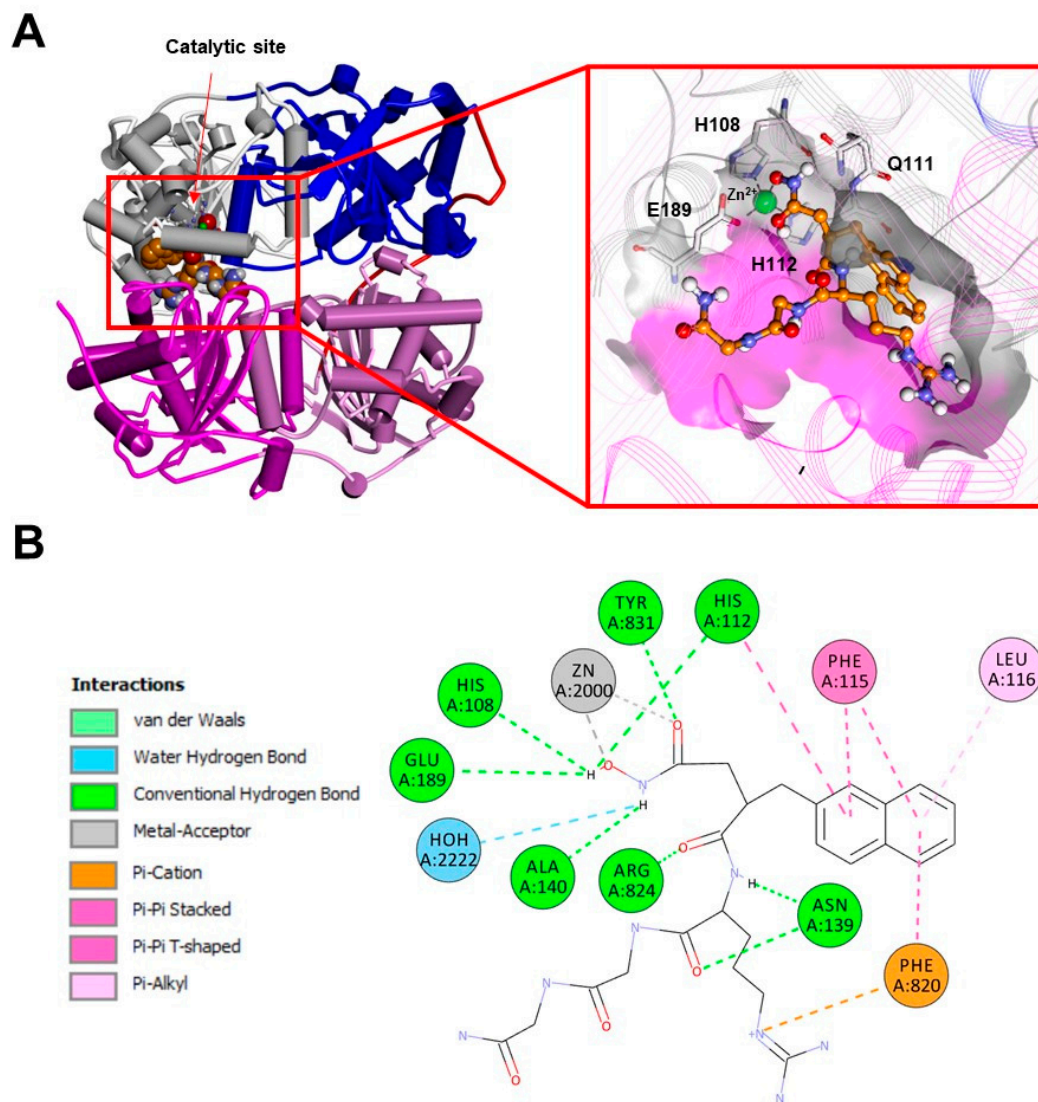 A
Catalytic site
H108
Q111
Zn²⁺
E189
H112
B
Interactions
van der Waals
Water Hydrogen Bond
Conventional Hydrogen Bond
Metal-Acceptor
Pi-Cation
Pi-Pi Stacked
Pi-Pi T-shaped
Pi-Alkyl
TYR
A:831
HIS
A:112
ZN
A:2000
PHE
A:115
LEU
A:116
HIS
A:108
GLU
A:189
HOH
A:2222
ALA
A:140
ARG
A:824
ASN
A:139
PHE
A:820
O
H
O
N
H
O
N
H
N
O
N
O
N
O
N⁺
N
N